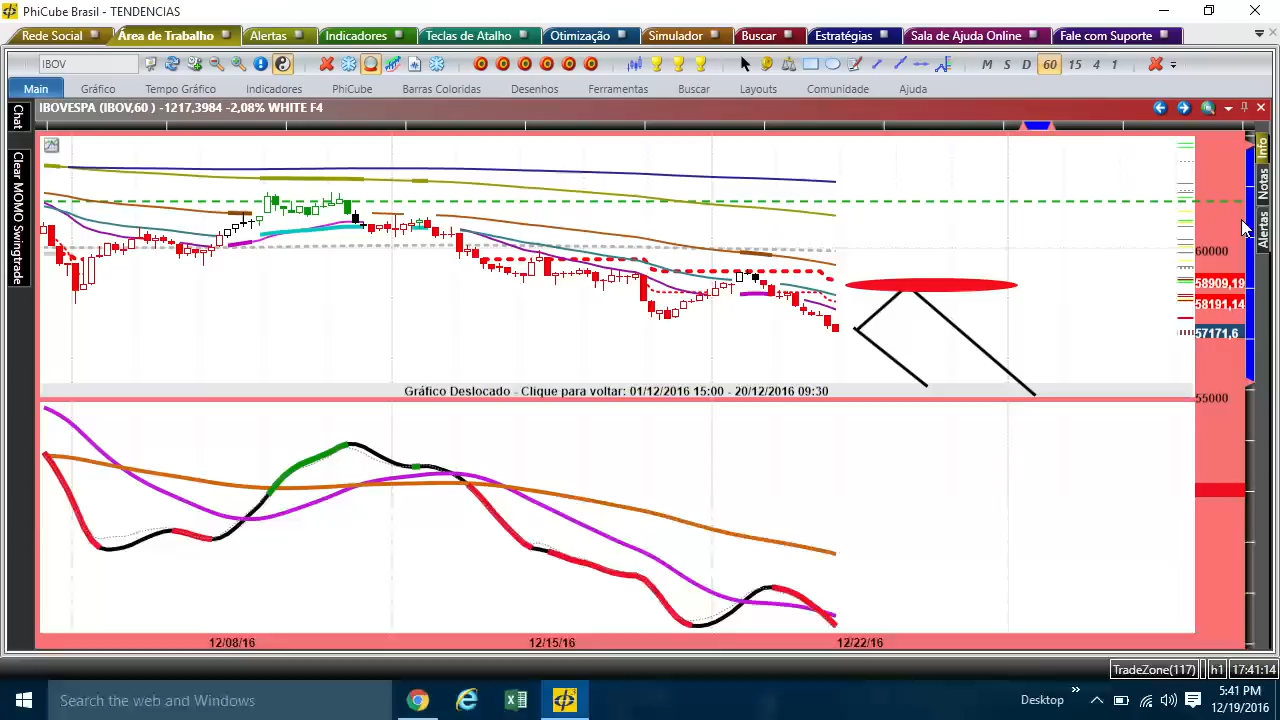 PhiCube Brasil - TENDENCIAS
Rede Social Área de Trabalho Alertas Indicadores Teclas de Atalho Otimização Simulador Buscar Estratégias Sala de Ajuda Online Fale com Suporte
IBOV M S D 60 15 4 1
Main Gráfico Tempo Gráfico Indicadores PhiCube Barras Coloridas Desenhos Ferramentas Buscar Layouts Comunidade Ajuda
IBOVESPA (IBOV,60 ) -1217,3984 -2,08% WHITE F4
Chat
Clear MOMO Swingtrade
Info
Notas
60000
58909,19
58191,14
57171,6
Gráfico Deslocado - Clique para voltar: 01/12/2016 15:00 - 20/12/2016 09:30
55000
12/08/16 12/15/16 12/22/16
TradeZone(117) h1 17:41:14
Search the web and Windows
Desktop
5:41 PM
12/19/2016